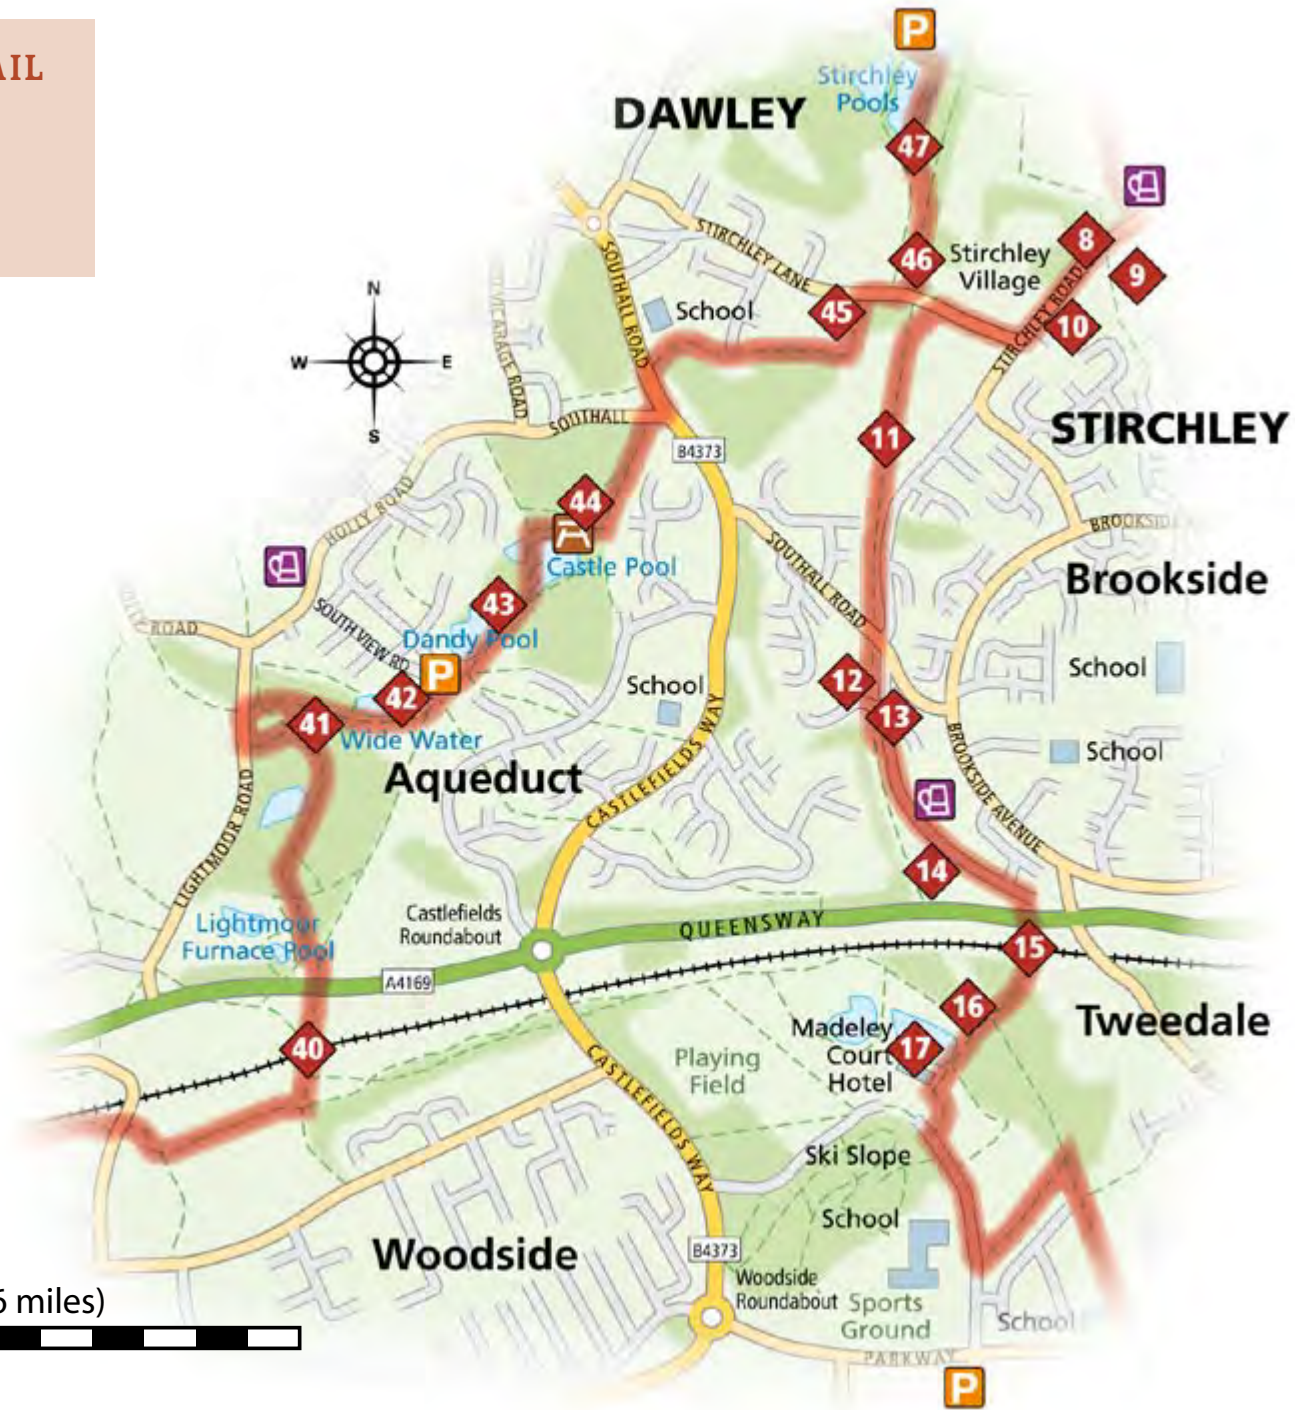 AIL
P
Stirchley
Pools
DAWLEY
47
8
9
STIRCHLEY LANE
46
Stirchley
Village
SOUTHALL ROAD
School
45
10
STIRCHLEY ROAD
N
W
E
S
VICARAGE ROAD
SOUTHALL
B4373
11
STIRCHLEY
HOLLY ROAD
44
BROOKSIDE
Castle Pool
SOUTHALL ROAD
Brookside
43
SOUTH VIEW RD
Dandy Pool
ROAD
P
School
School
12
42
13
41
Wide Water
School
Aqueduct
CASTLEFIELDS WAY
BROOKSIDE AVENUE
LIGHTMOOR ROAD
14
Lightmoor
Furnace Pool
Castlefields
Roundabout
QUEENSWAY
A4169
15
16
Tweedale
40
Madeley
Court
Hotel
17
Playing
Field
CASTLEFIELDS WAY
Ski Slope
School
Woodside
B4373
Woodside
Roundabout
Sports
Ground
School
6 miles)
PARKWAY
P